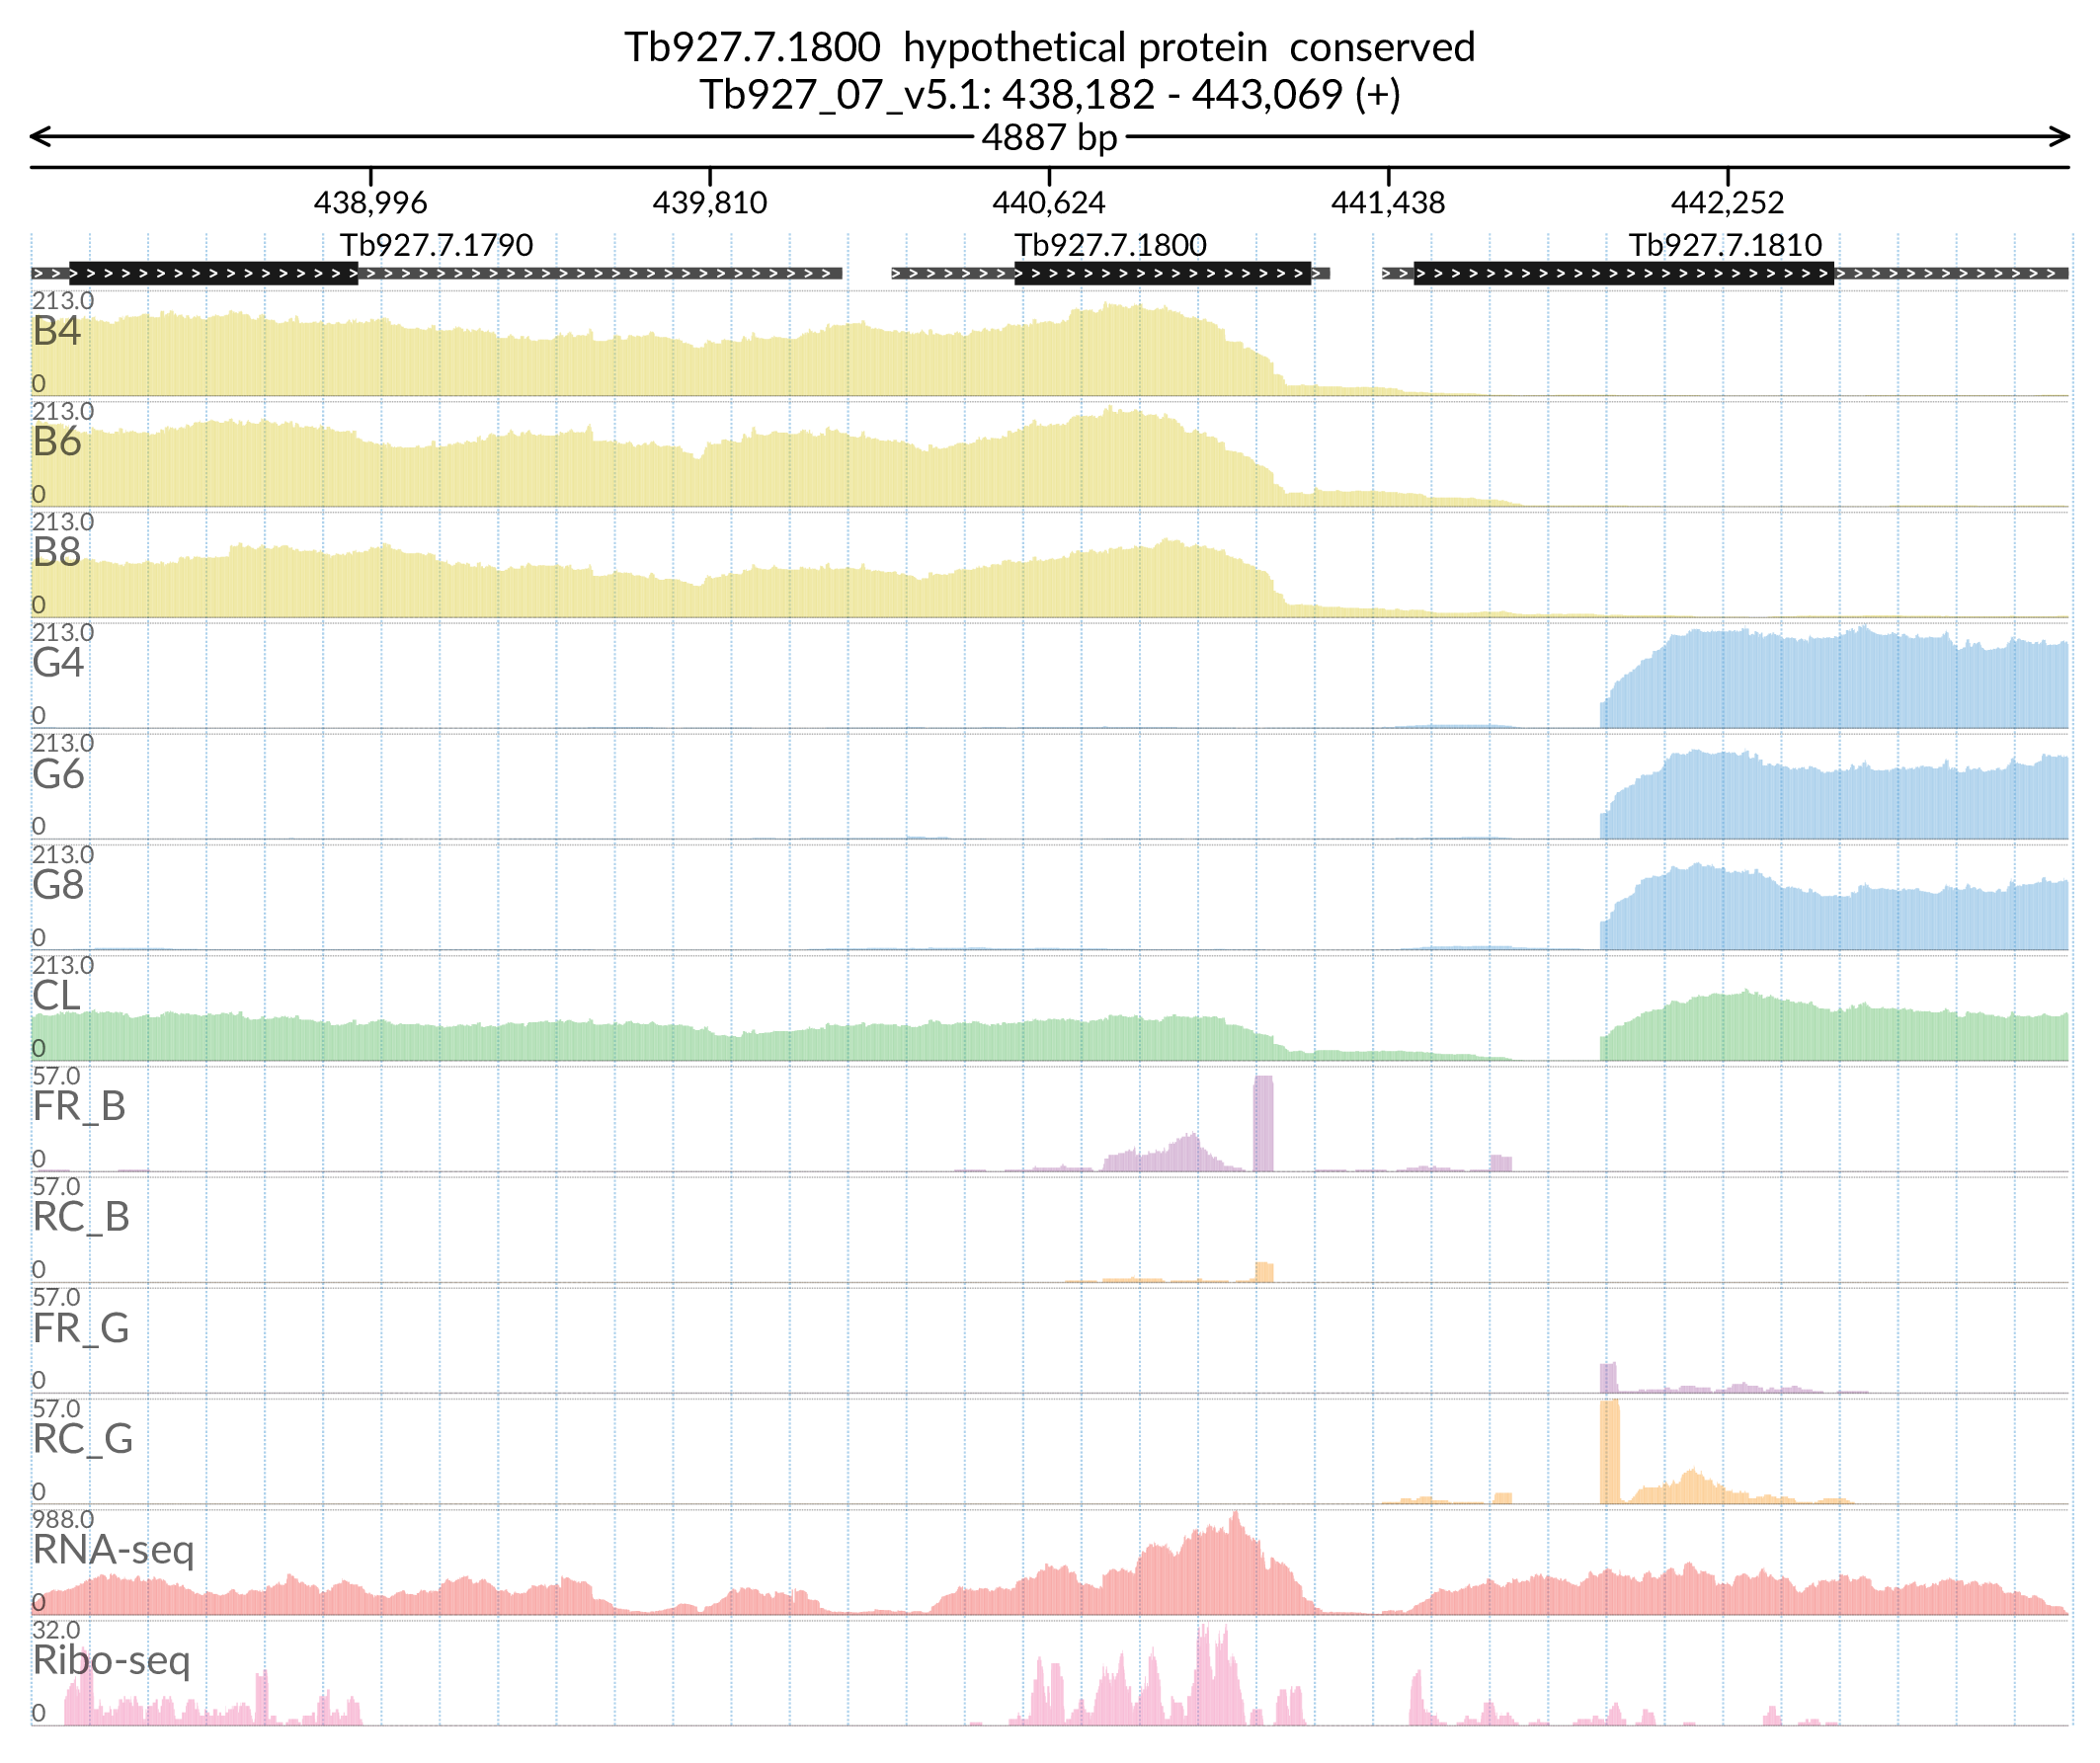 Tb927.7.1800 hypothetical protein conserved
Tb927_07_v5.1: 438,182 - 443,069 (+)
4887 bp
438,996 439,810 440,624 441,438 442,252
Tb927.7.1790 Tb927.7.1800 Tb927.7.1810
213.0
B4
0
213.0
B6
0
213.0
B8
0
213.0
G4
0
213.0
G6
0
213.0
G8
0
213.0
CL
0
57.0
FR_B
0
57.0
RC_B
0
57.0
FR_G
0
57.0
RC_G
0
988.0
RNA-seq
0
32.0
Ribo-seq
0